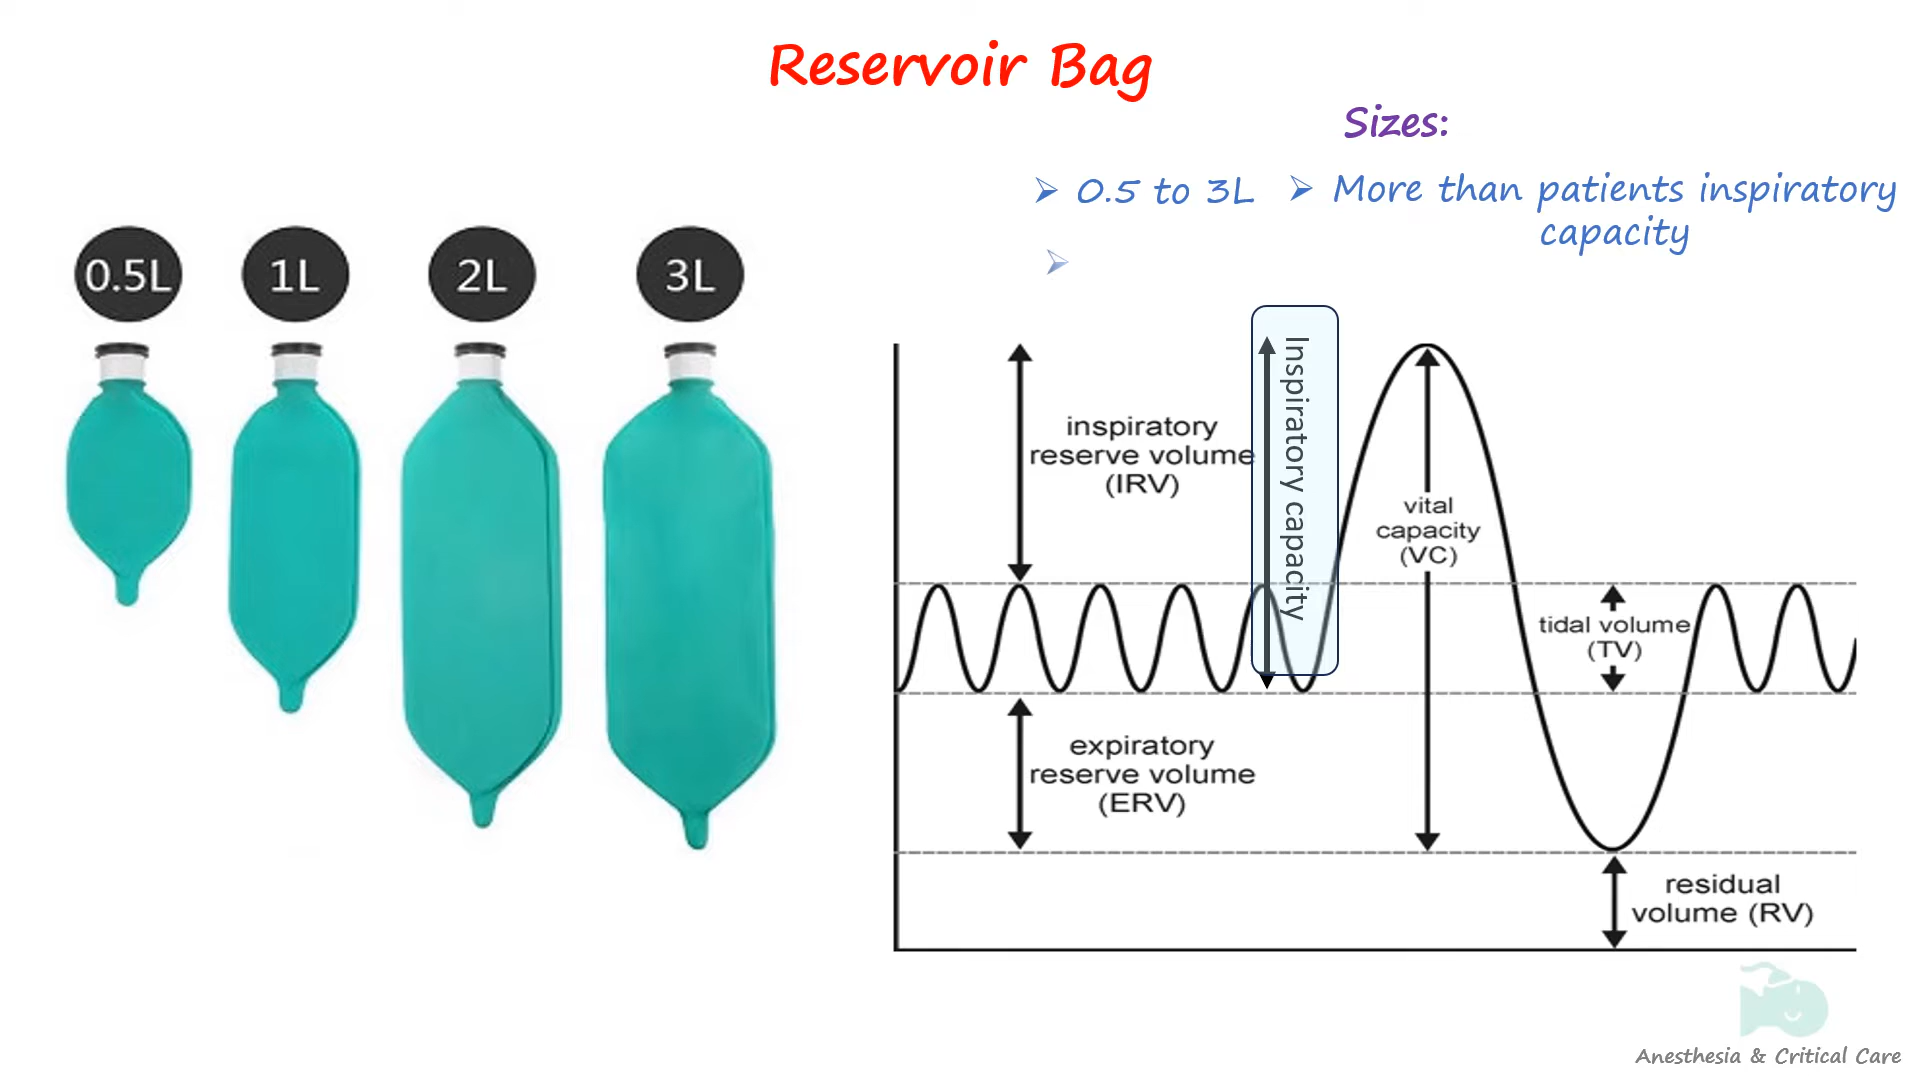 Reservoir Bag
Sizes:
➢ 0.5 to 3L
➢ More than patients inspiratory
capacity
➢
0.5L
1L
2L
3L
Inspiratory capacity
inspiratory
reserve volume
(IRV)
vital
capacity
(VC)
tidal volume
(TV)
expiratory
reserve volume
(ERV)
residual
volume (RV)
Anesthesia & Critical Care